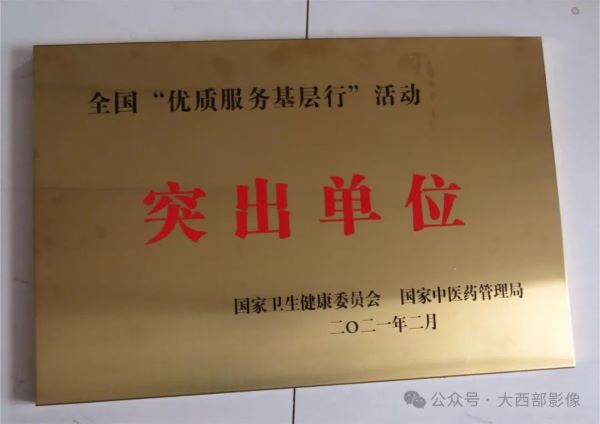 全国“优质服务基层行”活动
突出单位
国家卫生健康委员会 国家中医药管理局
二〇二一年二月
公众号·大西部影像